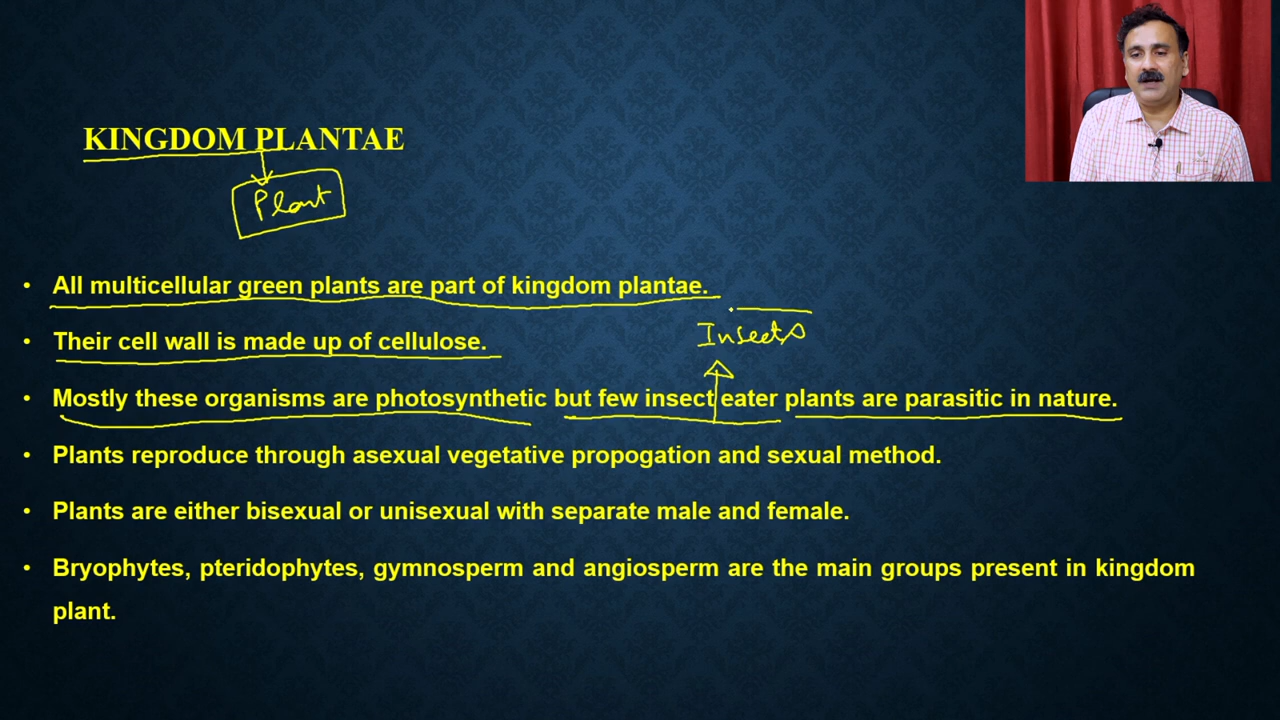 KINGDOM PLANTAE
Plant
• All multicellular green plants are part of kingdom plantae.
Insects
• Their cell wall is made up of cellulose.
• Mostly these organisms are photosynthetic but few insect eater plants are parasitic in nature.
• Plants reproduce through asexual vegetative propogation and sexual method.
• Plants are either bisexual or unisexual with separate male and female.
• Bryophytes, pteridophytes, gymnosperm and angiosperm are the main groups present in kingdom
plant.